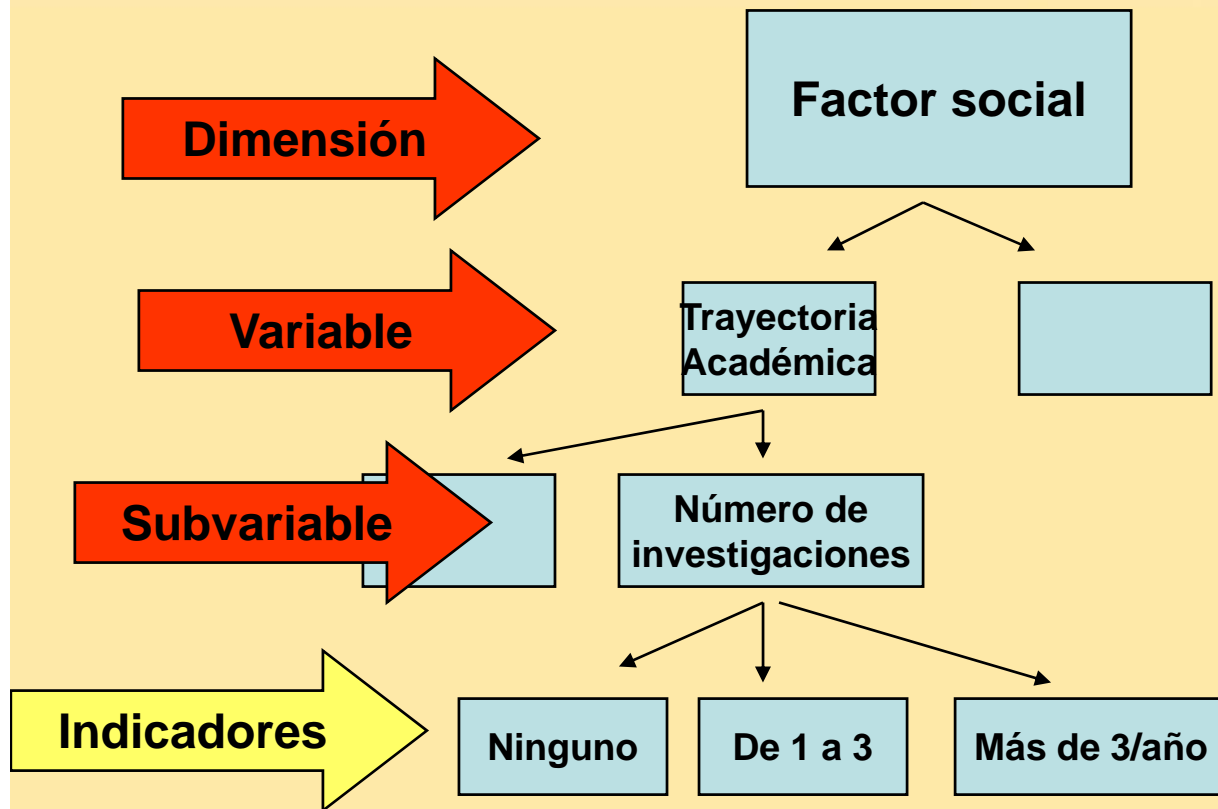 Dimensión
Factor social
Variable
Trayectoria
Académica
Subvariable
Número de
investigaciones
Indicadores
Ninguno
De 1 a 3
Más de 3/año